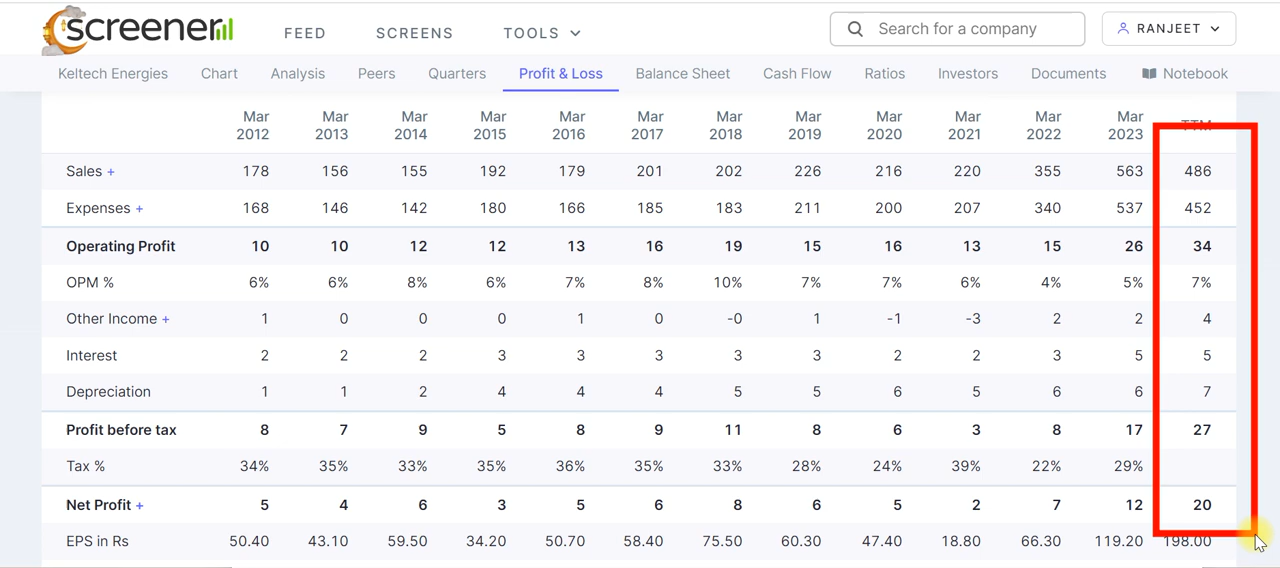 screener FEED SCREENS TOOLS Search for a company RANJEET
Keltech Energies Chart Analysis Peers Quarters Profit & Loss Balance Sheet Cash Flow Ratios Investors Documents Notebook
Mar 2012 Mar 2013 Mar 2014 Mar 2015 Mar 2016 Mar 2017 Mar 2018 Mar 2019 Mar 2020 Mar 2021 Mar 2022 Mar 2023 TTM
Sales + 178 156 155 192 179 201 202 226 216 220 355 563 486
Expenses + 168 146 142 180 166 185 183 211 200 207 340 537 452
Operating Profit 10 10 12 12 13 16 19 15 16 13 15 26 34
OPM % 6% 6% 8% 6% 7% 8% 10% 7% 7% 6% 4% 5% 7%
Other Income + 1 0 0 0 1 0 -0 1 -1 -3 2 2 4
Interest 2 2 2 3 3 3 3 3 2 2 3 5 5
Depreciation 1 1 2 4 4 4 5 5 6 5 6 6 7
Profit before tax 8 7 9 5 8 9 11 8 6 3 8 17 27
Tax % 34% 35% 33% 35% 36% 35% 33% 28% 24% 39% 22% 29%
Net Profit + 5 4 6 3 5 6 8 6 5 2 7 12 20
EPS in Rs 50.40 43.10 59.50 34.20 50.70 58.40 75.50 60.30 47.40 18.80 66.30 119.20 198.00